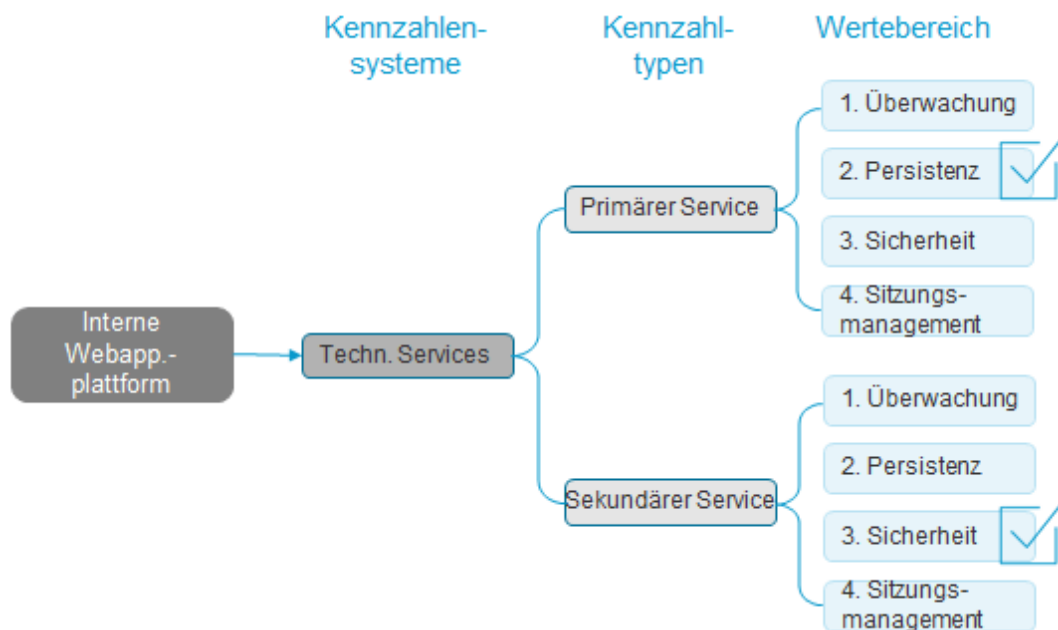 Kennzahlen-
systeme
Kennzahl-
typen
Wertebereich
1. Überwachung
2. Persistenz
Primärer Service
3. Sicherheit
4. Sitzungs-
management
Interne
Webapp.-
plattform
Techn. Services
1. Überwachung
2. Persistenz
Sekundärer Service
3. Sicherheit
4. Sitzungs-
management